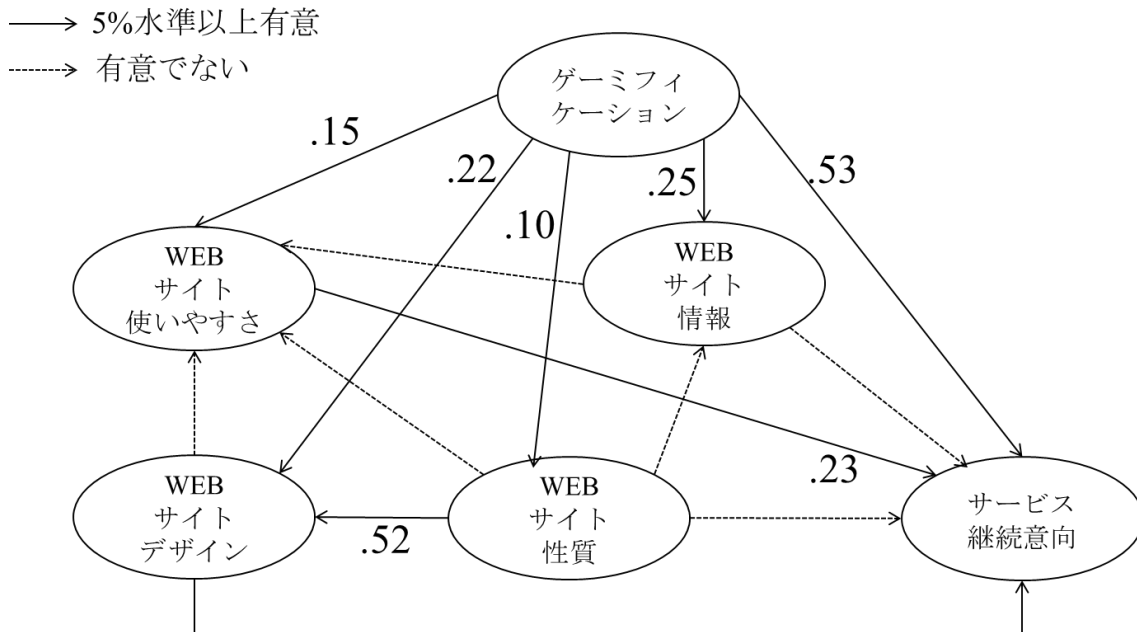 5%水準以上有意
有意でない
ゲーミフィ
ケーション
.15
.22
.10
.25
.53
WEB
サイト
使いやすさ
WEB
サイト
情報
WEB
サイト
デザイン
.52
WEB
サイト
性質
.23
サービス
継続意向